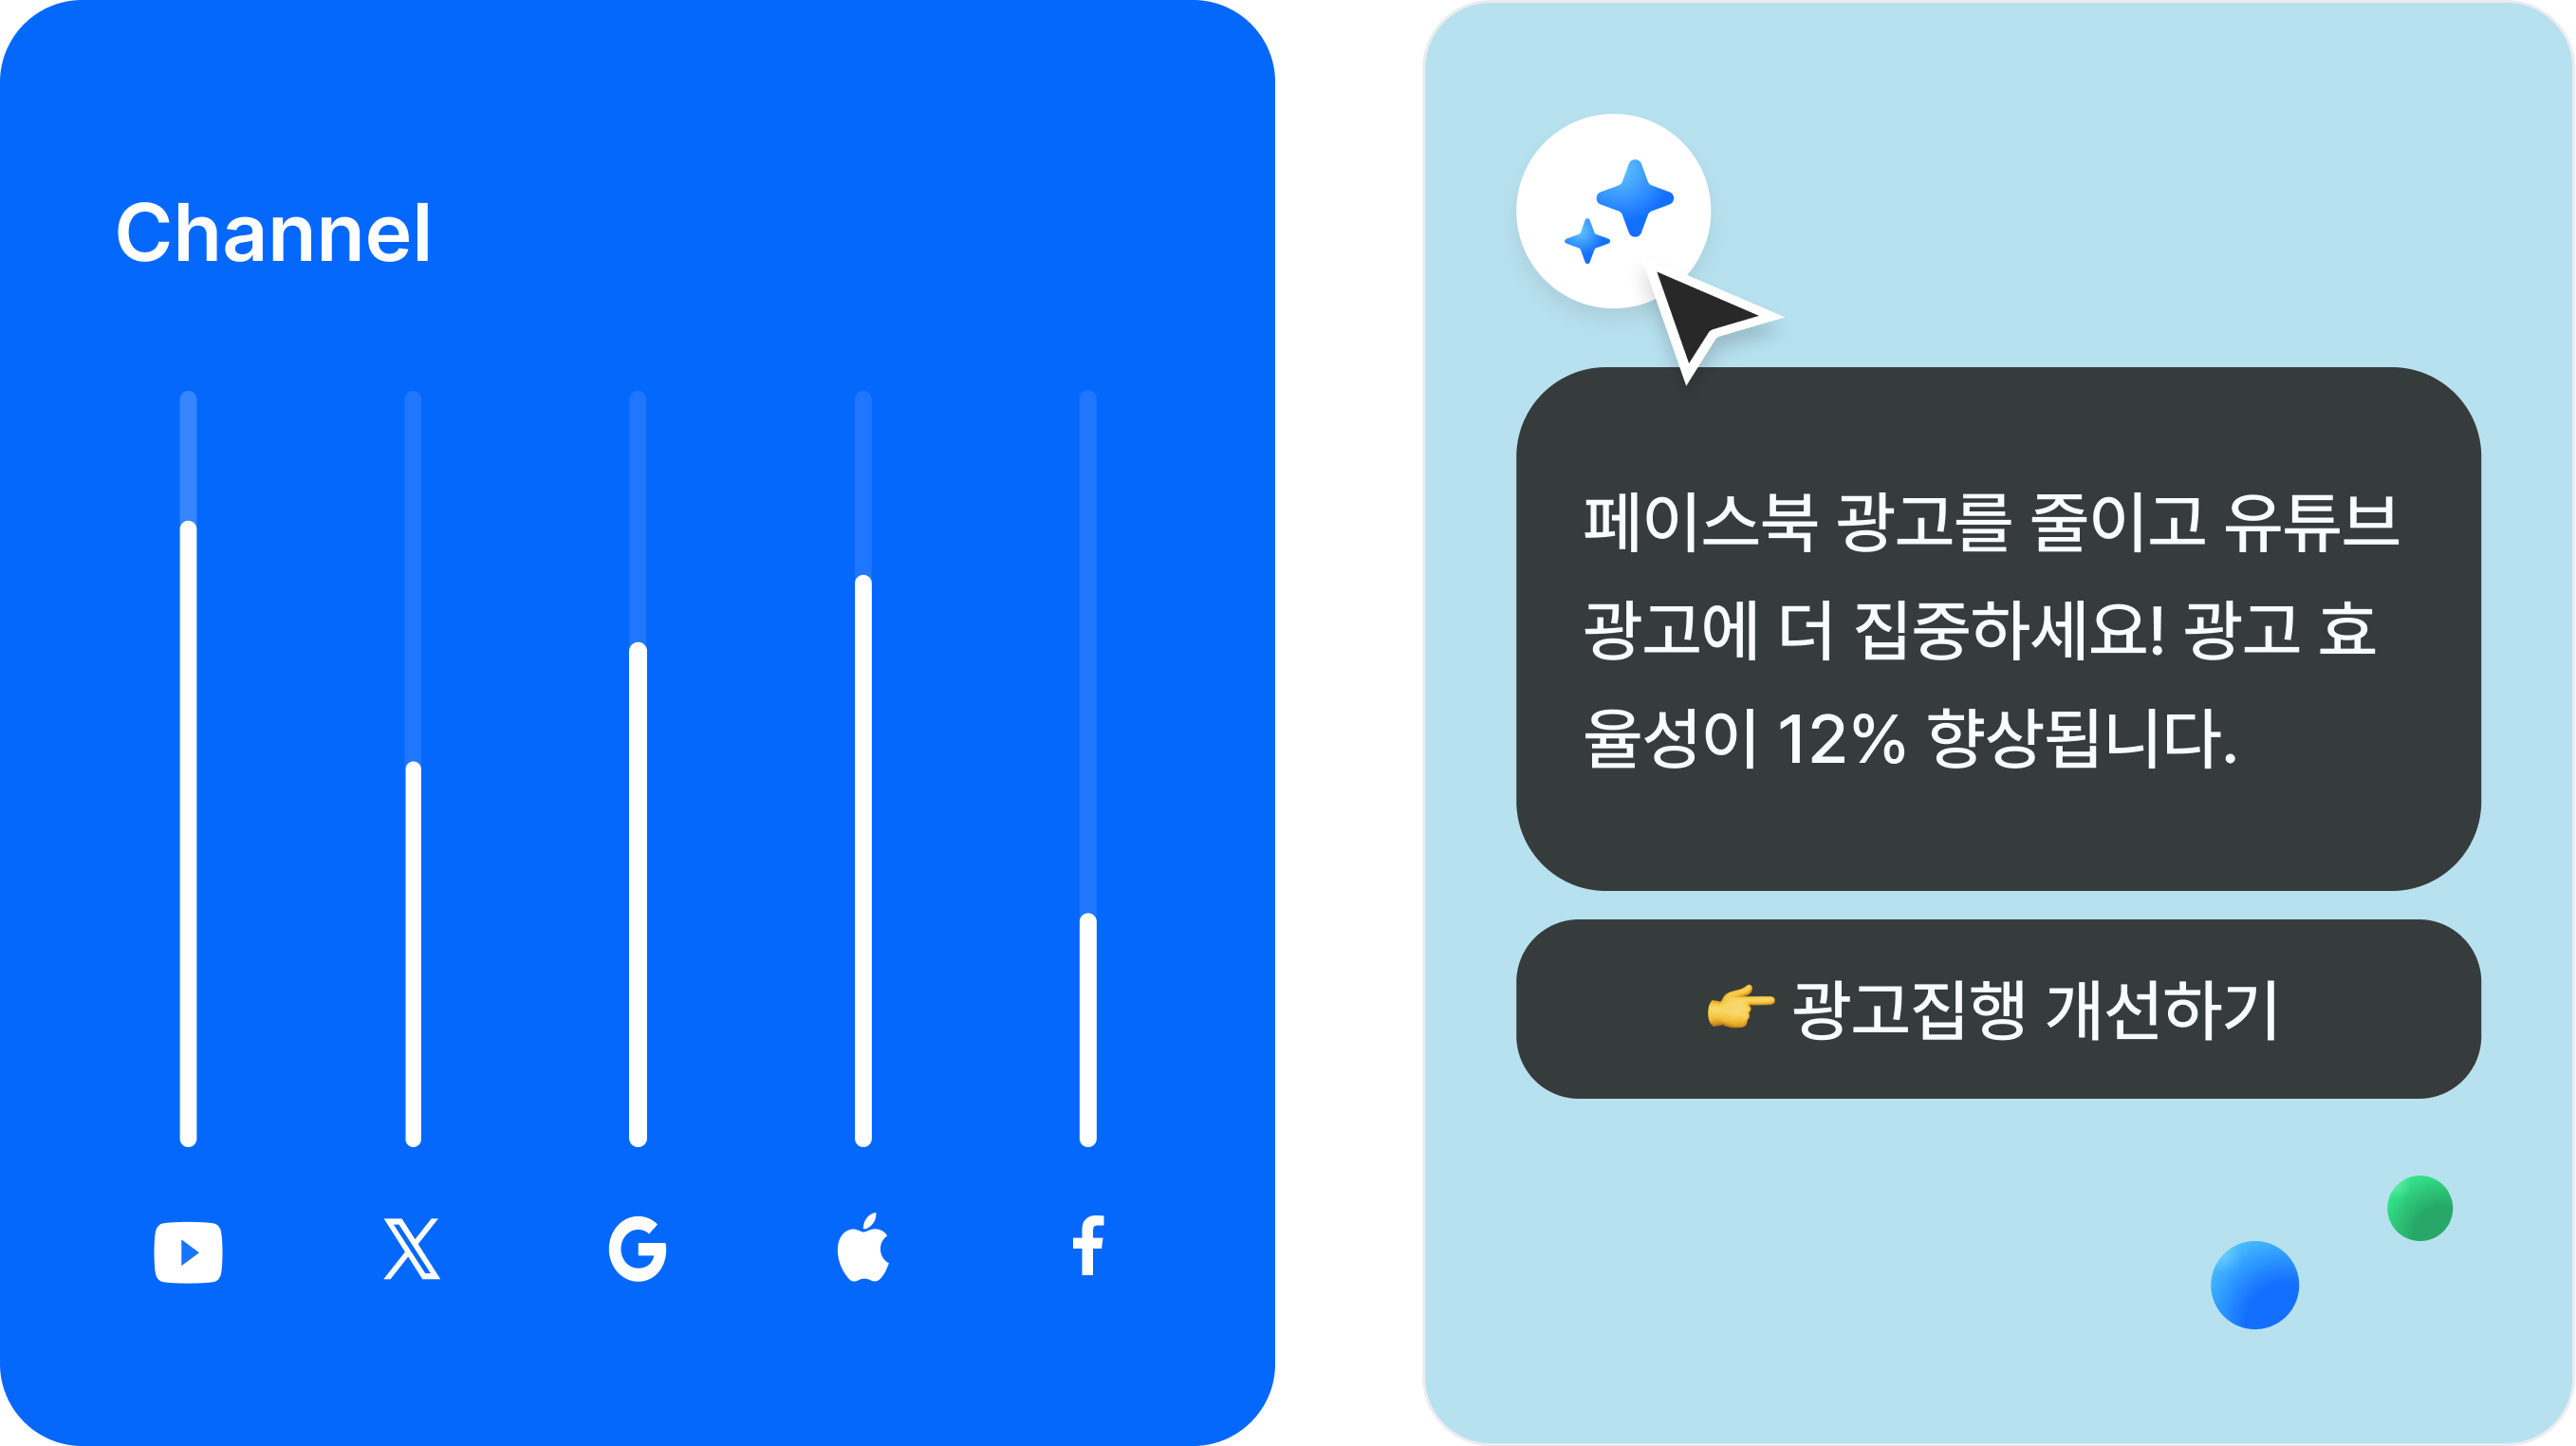 Channel
페이스북 광고를 줄이고 유튜브
광고에 더 집중하세요! 광고 효
율성이 12% 향상됩니다.
👉 광고집행 개선하기